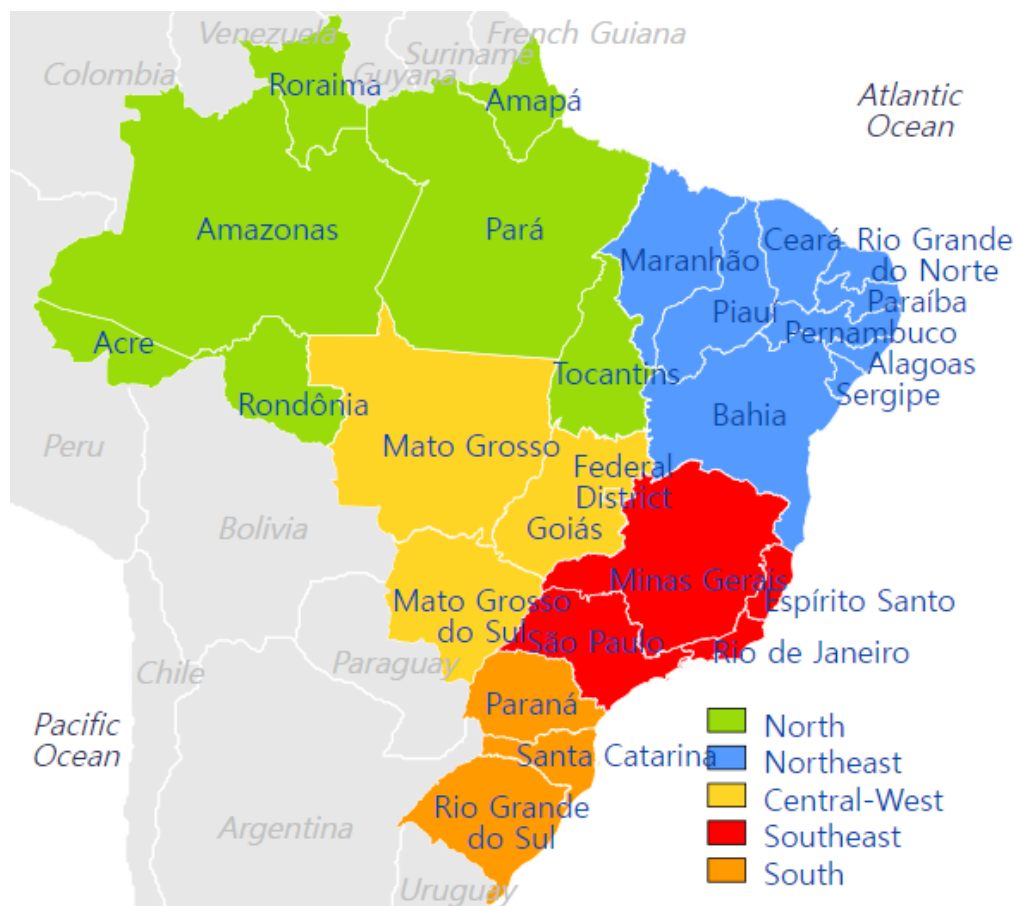 Venezuela
French Guiana
Suriname
Colombia
Guyana
Roraima
Amapá
Atlantic
Ocean
Amazonas
Pará
Ceará
Rio Grande
do Norte
Maranhão
Paraíba
Piauí
Pernambuco
Acre
Alagoas
Tocantins
Sergipe
Rondônia
Bahia
Peru
Mato Grosso
Federal
District
Goiás
Bolivia
Minas Gerais
Mato Grosso
do Sul
Espírito Santo
São Paulo
Rio de Janeiro
Paraguay
Chile
Paraná
Pacific
Ocean
Santa Catarina
Rio Grande
do Sul
Argentina
Uruguay
North
Northeast
Central-West
Southeast
South